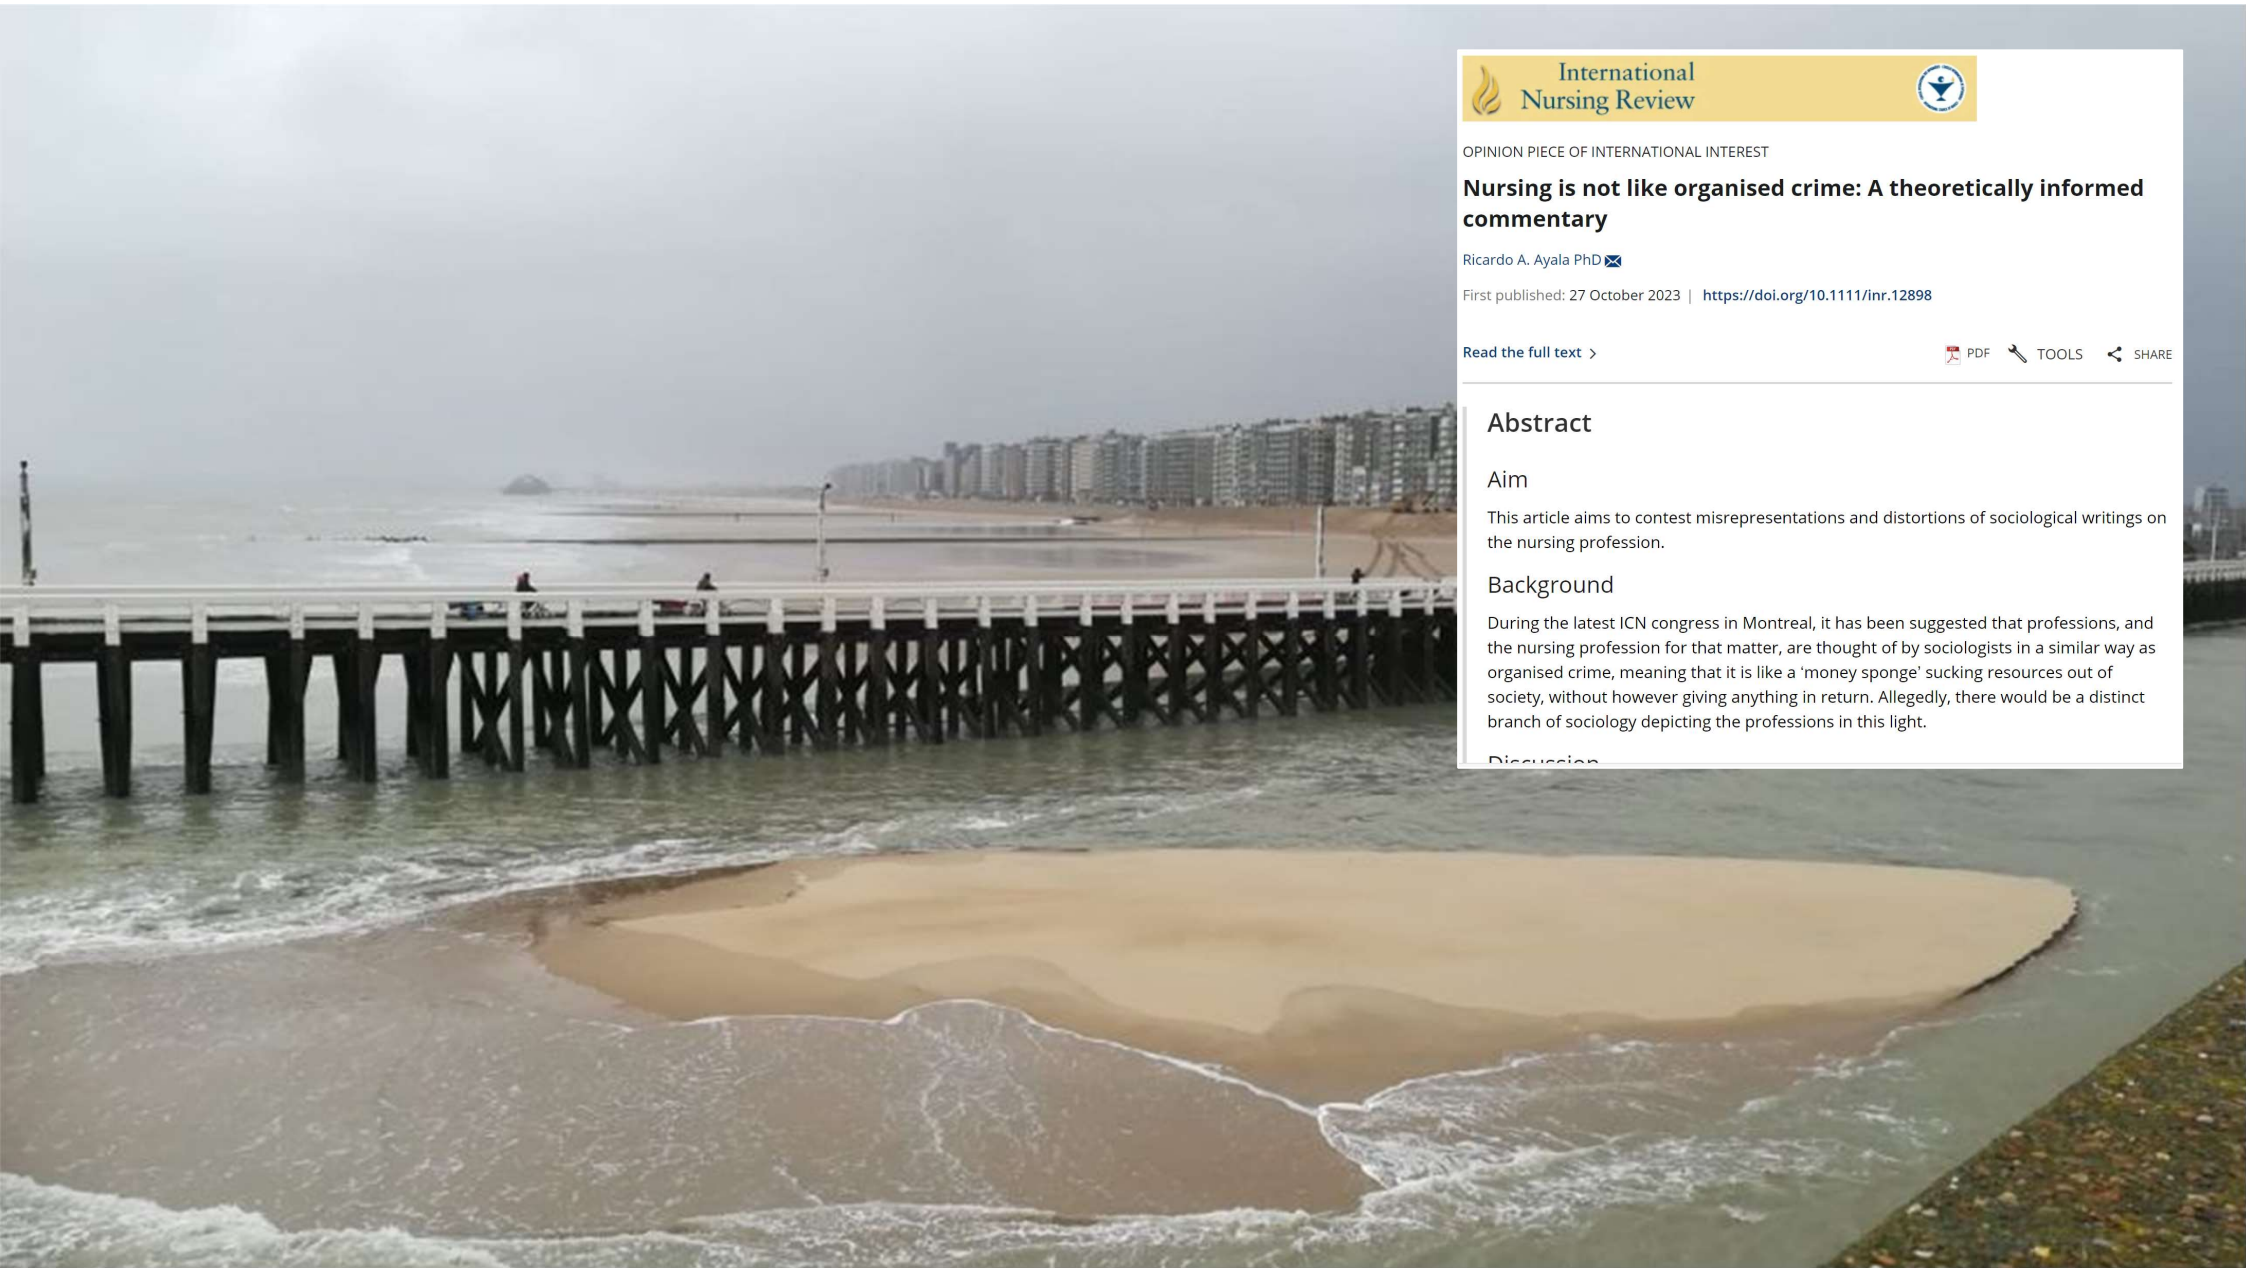 International
Nursing Review
OPINION PIECE OF INTERNATIONAL INTEREST
Nursing is not like organised crime: A theoretically informed
commentary
Ricardo A. Ayala PhD
First published: 27 October 2023 | https://doi.org/10.1111/inr.12898
Read the full text >
PDF TOOLS SHARE
Abstract
Aim
This article aims to contest misrepresentations and distortions of sociological writings on
the nursing profession.
Background
During the latest ICN congress in Montreal, it has been suggested that professions, and
the nursing profession for that matter, are thought of by sociologists in a similar way as
organised crime, meaning that it is like a ‘money sponge’ sucking resources out of
society, without however giving anything in return. Allegedly, there would be a distinct
branch of sociology depicting the professions in this light.
Discussion